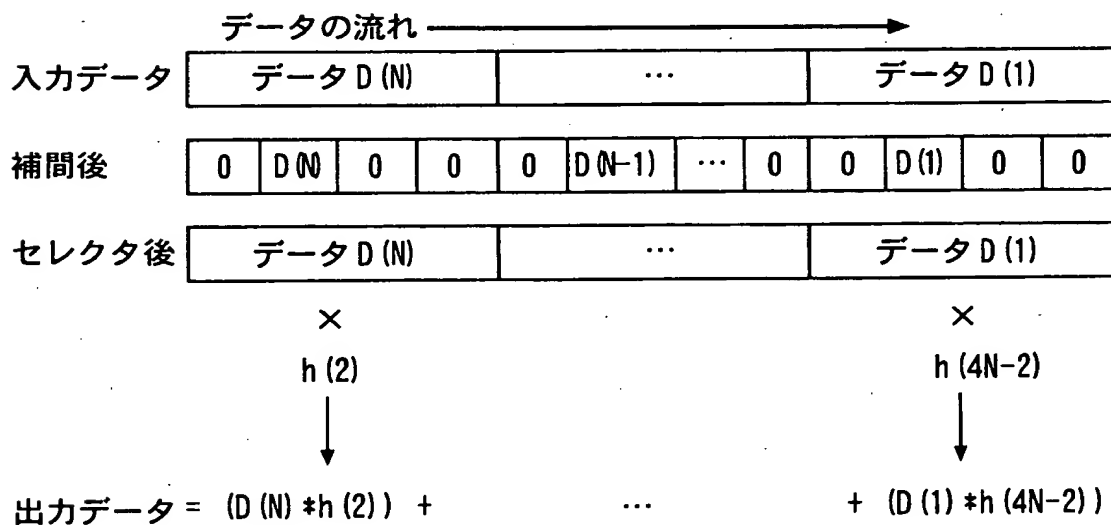 データの流れ
入力データ データD(N) … データD(1)
補間後 0 D(N) 0 0 0 D(N-1) … 0 0 D(1) 0 0
セレクタ後 データD(N) … データD(1)
× ×
h(2) h(4N-2)
出力データ = (D(N)*h(2)) + … + (D(1)*h(4N-2))